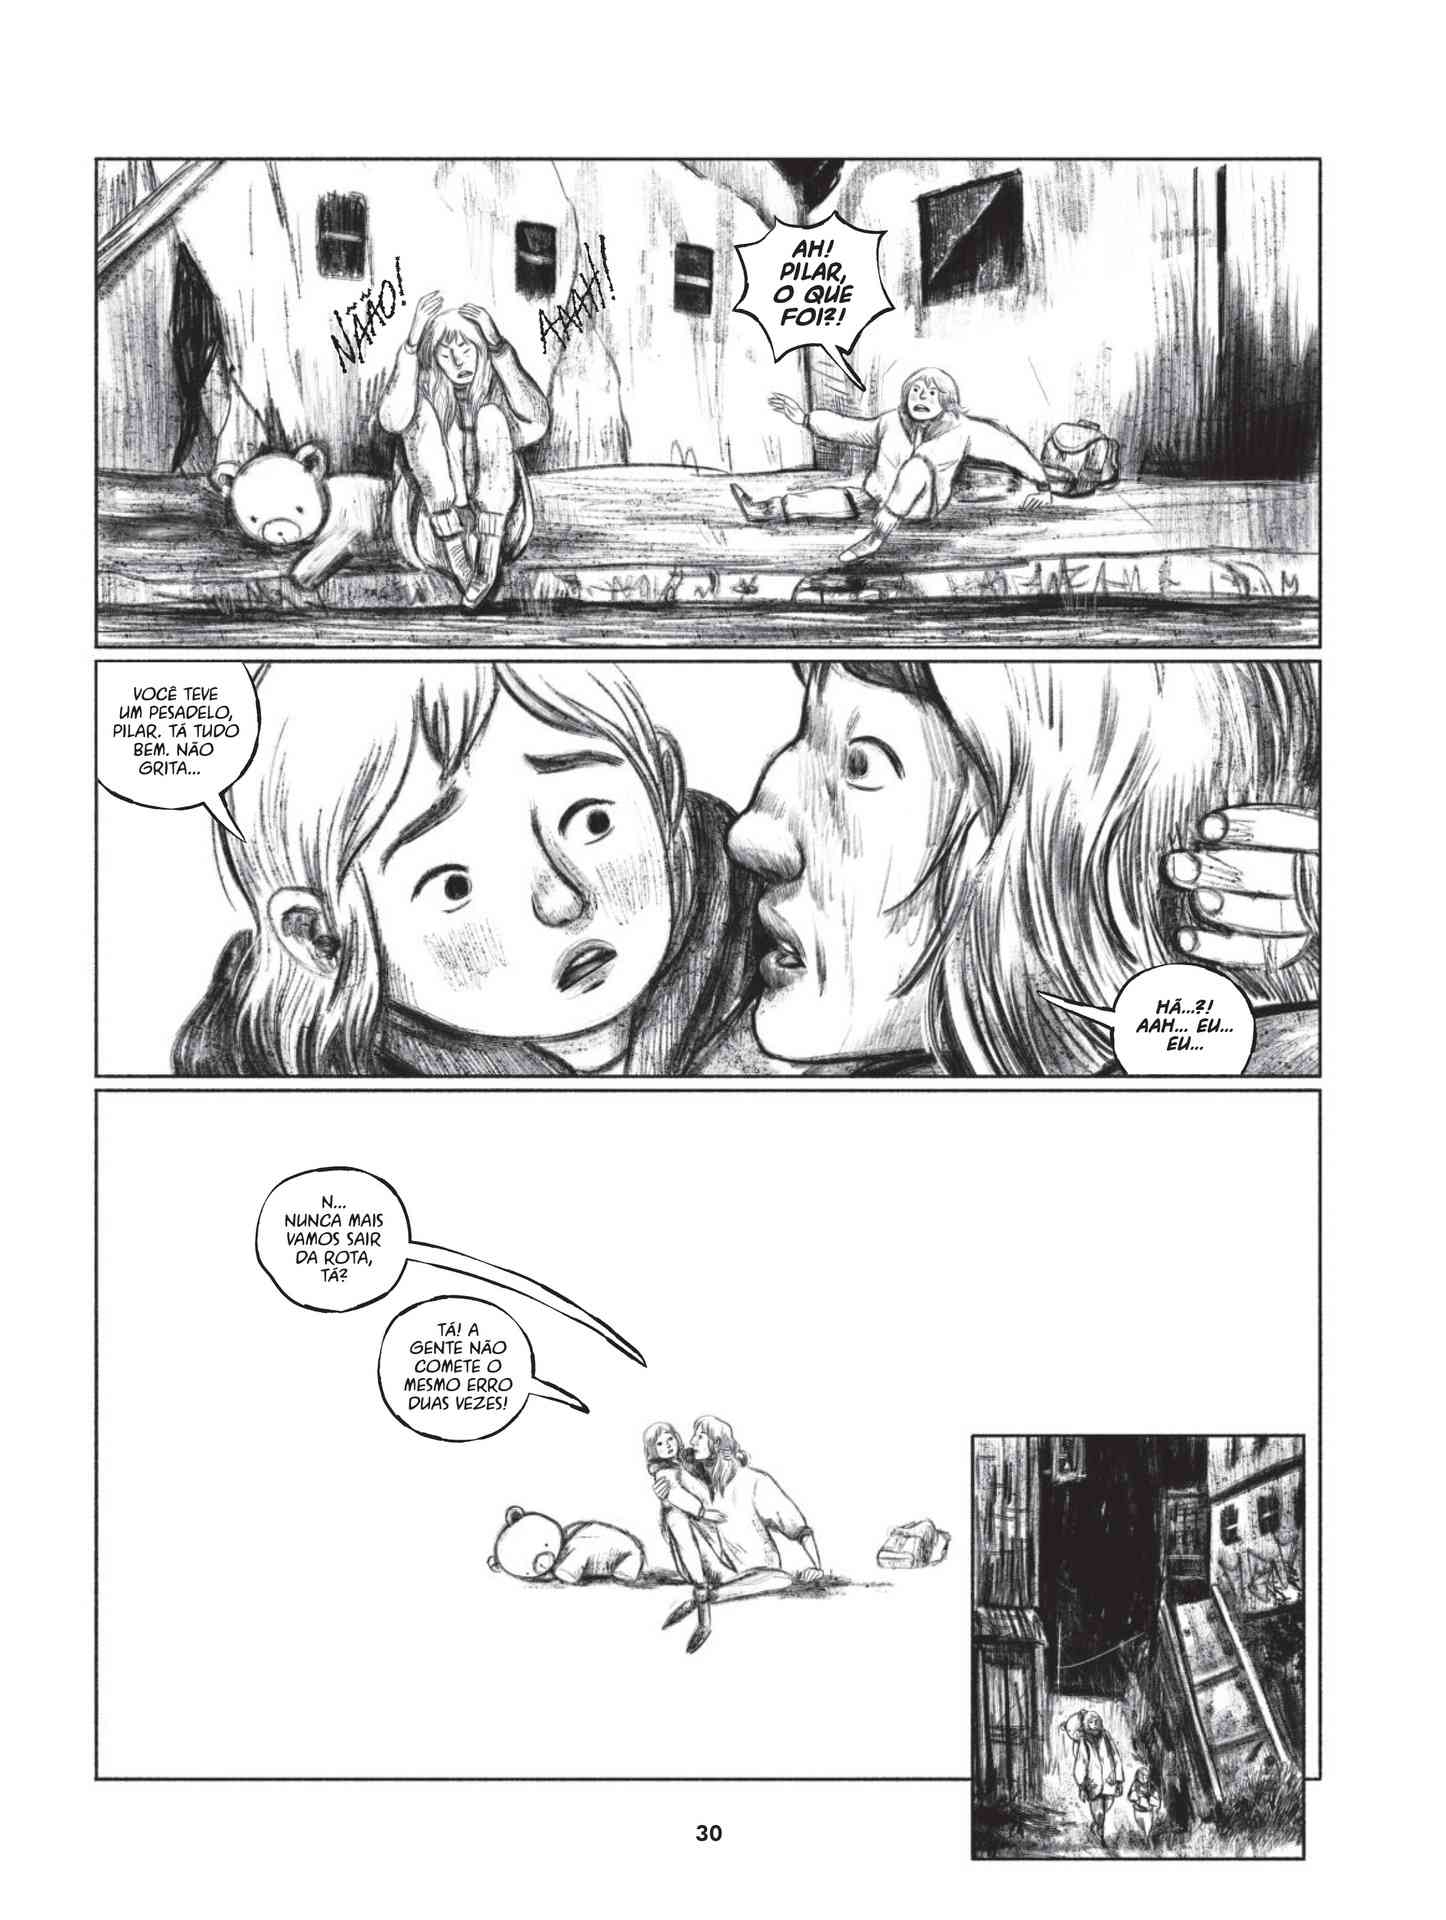 NÃÃO!
AAAH!
AH!
PILAR,
O QUE
FOI?!
VOCÊ TEVE
UM PESADELO,
PILAR. TÁ TUDO
BEM. NÃO
GRITA...
HÃ...?!
AAH... EU...
EU...
N...
NUNCA MAIS
VAMOS SAIR
DA ROTA,
TÁ?
TÁ! A
GENTE NÃO
COMETE O
MESMO ERRO
DUAS VEZES!
30